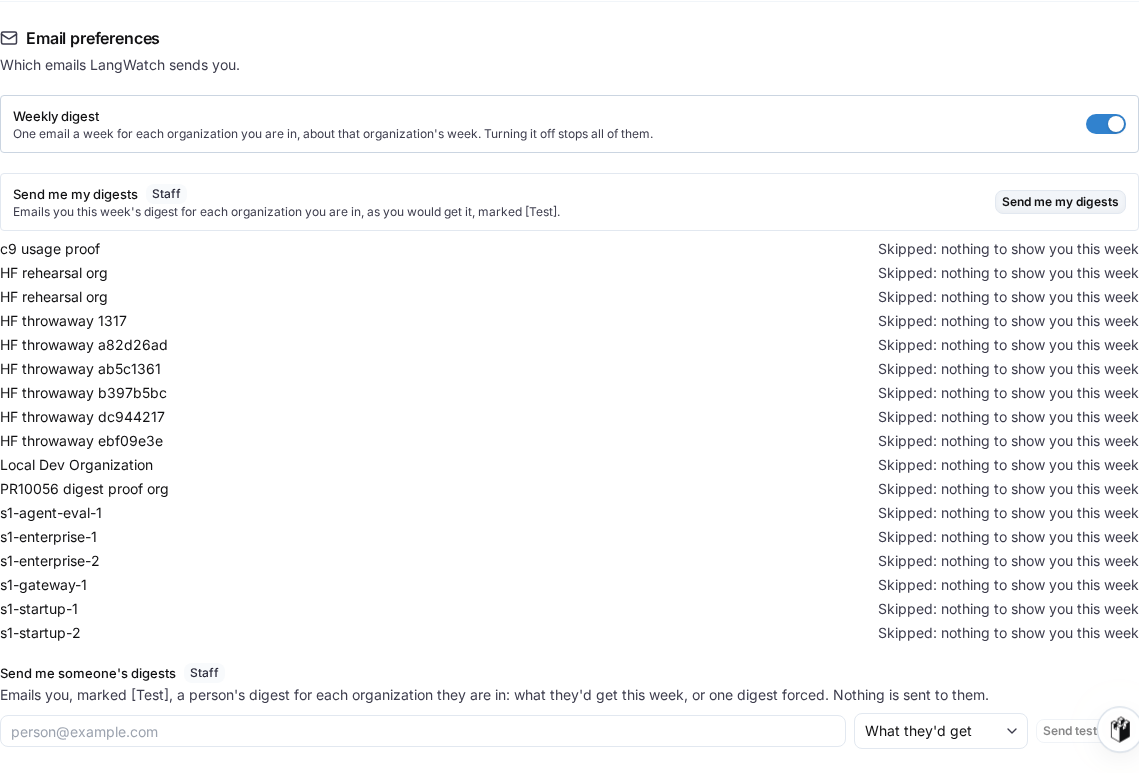 Email preferences
Which emails LangWatch sends you.
Weekly digest
One email a week for each organization you are in, about that organization's week. Turning it off stops all of them.
Send me my digests Staff
Emails you this week's digest for each organization you are in, as you would get it, marked [Test].
Send me my digests
c9 usage proof Skipped: nothing to show you this week
HF rehearsal org Skipped: nothing to show you this week
HF rehearsal org Skipped: nothing to show you this week
HF throwaway 1317 Skipped: nothing to show you this week
HF throwaway a82d26ad Skipped: nothing to show you this week
HF throwaway ab5c1361 Skipped: nothing to show you this week
HF throwaway b397b5bc Skipped: nothing to show you this week
HF throwaway dc944217 Skipped: nothing to show you this week
HF throwaway ebf09e3e Skipped: nothing to show you this week
Local Dev Organization Skipped: nothing to show you this week
PR10056 digest proof org Skipped: nothing to show you this week
s1-agent-eval-1 Skipped: nothing to show you this week
s1-enterprise-1 Skipped: nothing to show you this week
s1-enterprise-2 Skipped: nothing to show you this week
s1-gateway-1 Skipped: nothing to show you this week
s1-startup-1 Skipped: nothing to show you this week
s1-startup-2 Skipped: nothing to show you this week
Send me someone's digests Staff
Emails you, marked [Test], a person's digest for each organization they are in: what they'd get this week, or one digest forced. Nothing is sent to them.
person@example.com What they'd get Send test